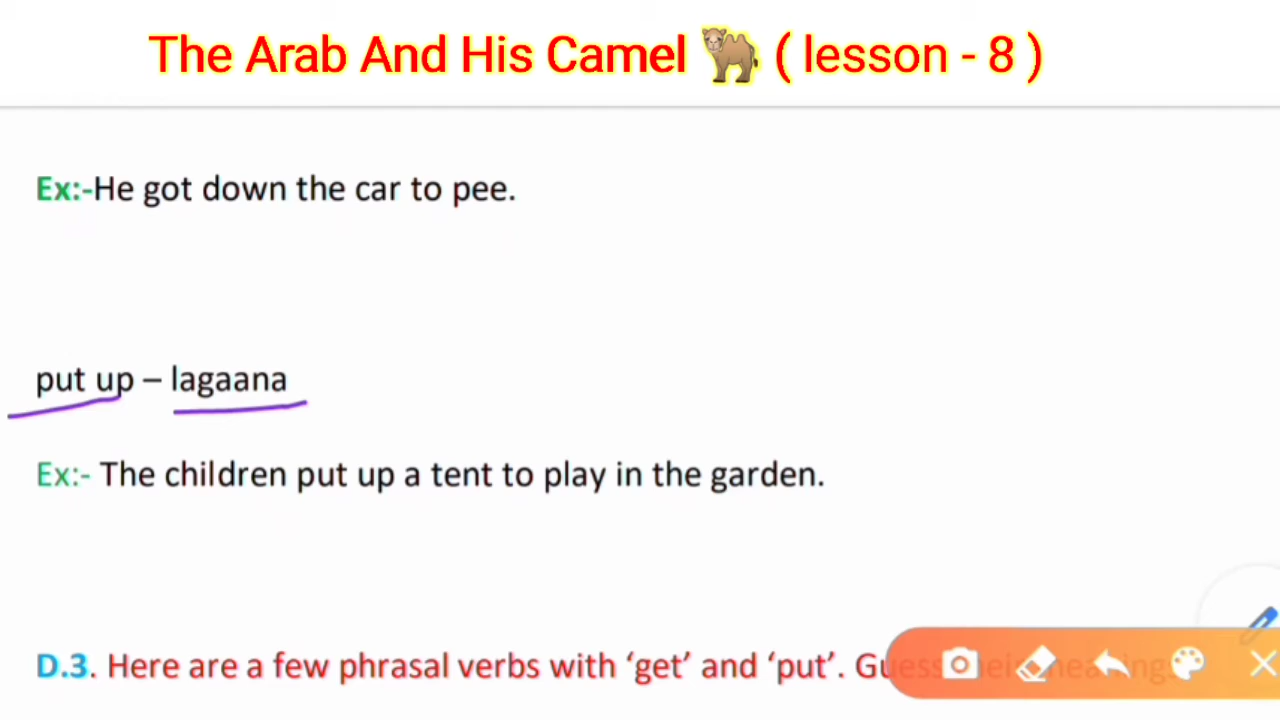 The Arab And His Camel 🐫 ( lesson - 8 )
Ex:-He got down the car to pee.
put up – lagaana
Ex:- The children put up a tent to play in the garden.
D.3. Here are a few phrasal verbs with ‘get’ and ‘put’.